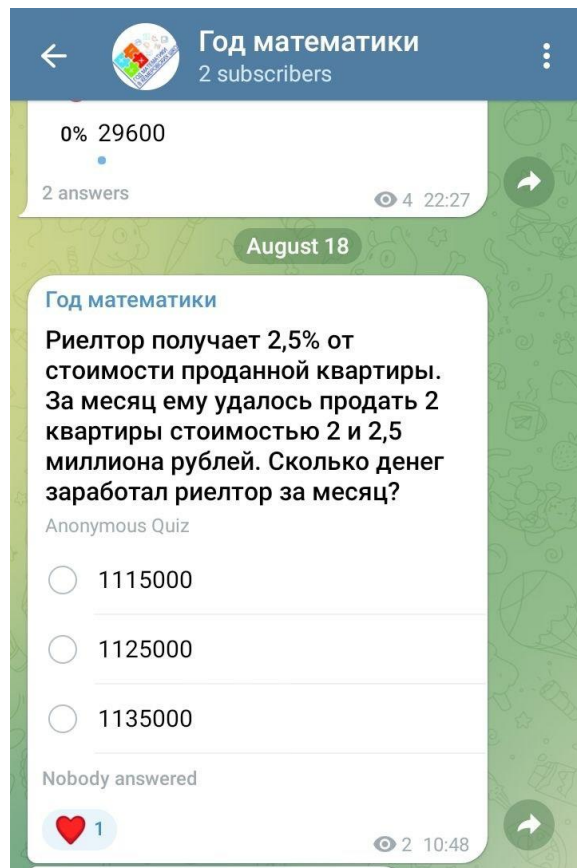 Год математики
2 subscribers
0% 29600
2 answers
4 22:27
August 18
Год математики
Риелтор получает 2,5% от
стоимости проданной квартиры.
За месяц ему удалось продать 2
квартиры стоимостью 2 и 2,5
миллиона рублей. Сколько денег
заработал риелтор за месяц?
Anonymous Quiz
1115000
1125000
1135000
Nobody answered
1
2 10:48